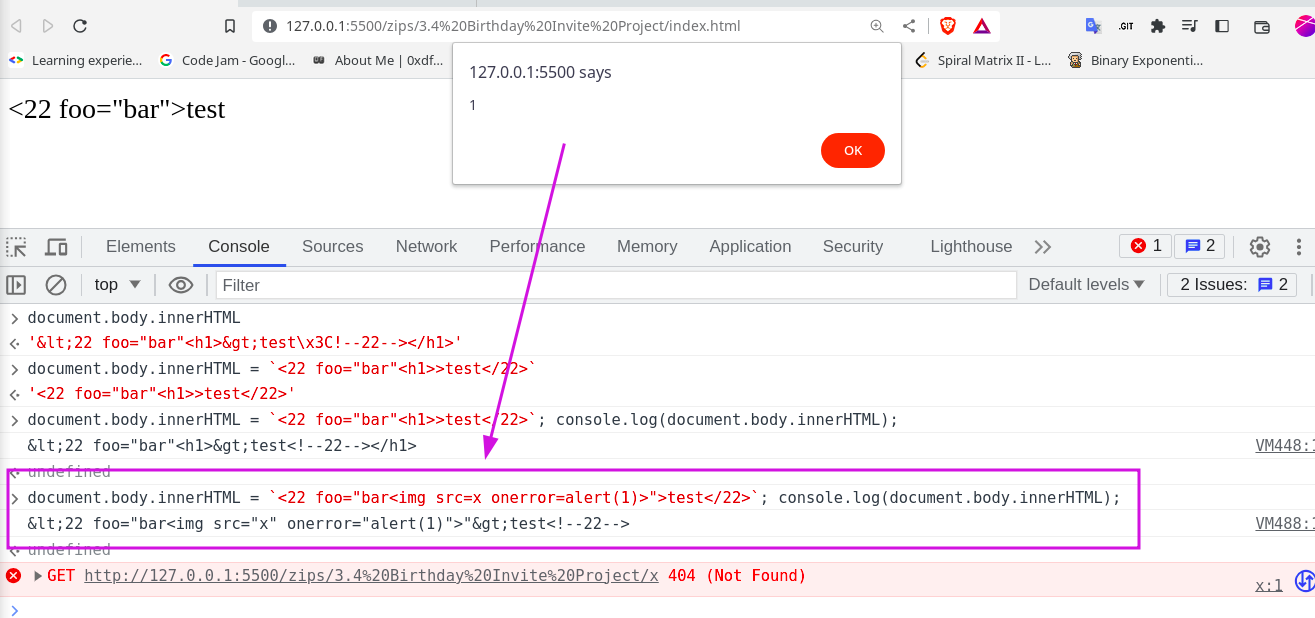 127.0.0.1:5500/zips/3.4%20Birthday%20Invite%20Project/index.html
.GIT
Learning experie... Code Jam - Googl... About Me | 0xdf... Spiral Matrix II - L... Binary Exponenti...
127.0.0.1:5500 says
1
OK
<22 foo="bar">test
Elements Console Sources Network Performance Memory Application Security Lighthouse 1 2
top Filter Default levels 2 Issues: 2
document.body.innerHTML
'&lt;22 foo="bar"<h1>&gt;test\x3C!--22--></h1>'
document.body.innerHTML = `<22 foo="bar"<h1>>test</22>`
'<22 foo="bar"<h1>>test</22>'
document.body.innerHTML = `<22 foo="bar"<h1>>test</22>`; console.log(document.body.innerHTML);
&lt;22 foo="bar"<h1>&gt;test<!--22--></h1> VM448:1
undefined
document.body.innerHTML = `<22 foo="bar<img src=x onerror=alert(1)>">test</22>`; console.log(document.body.innerHTML);
&lt;22 foo="bar<img src="x" onerror="alert(1)">"&gt;test<!--22--> VM488:1
undefined
GET http://127.0.0.1:5500/zips/3.4%20Birthday%20Invite%20Project/x 404 (Not Found) x:1